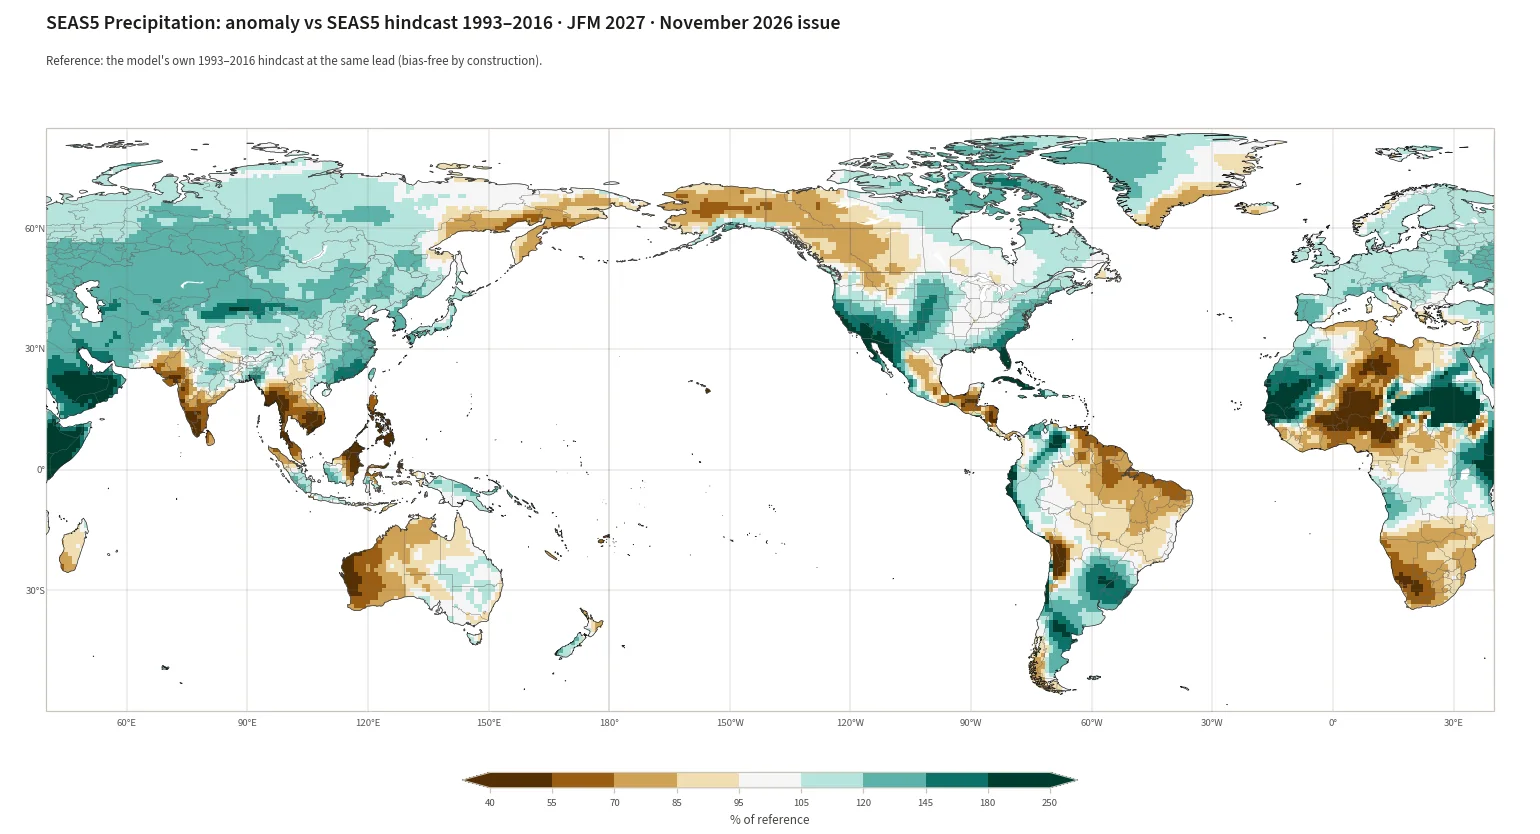 SEAS5 Precipitation: anomaly vs SEAS5 hindcast 1993–2016 · JFM 2027 · November 2026 issue
Reference: the model's own 1993–2016 hindcast at the same lead (bias-free by construction).
60°N
30°N
0°
30°S
60°E 90°E 120°E 150°E 180° 150°W 120°W 90°W 60°W 30°W 0° 30°E
40 55 70 85 95 105 120 145 180 250
% of reference